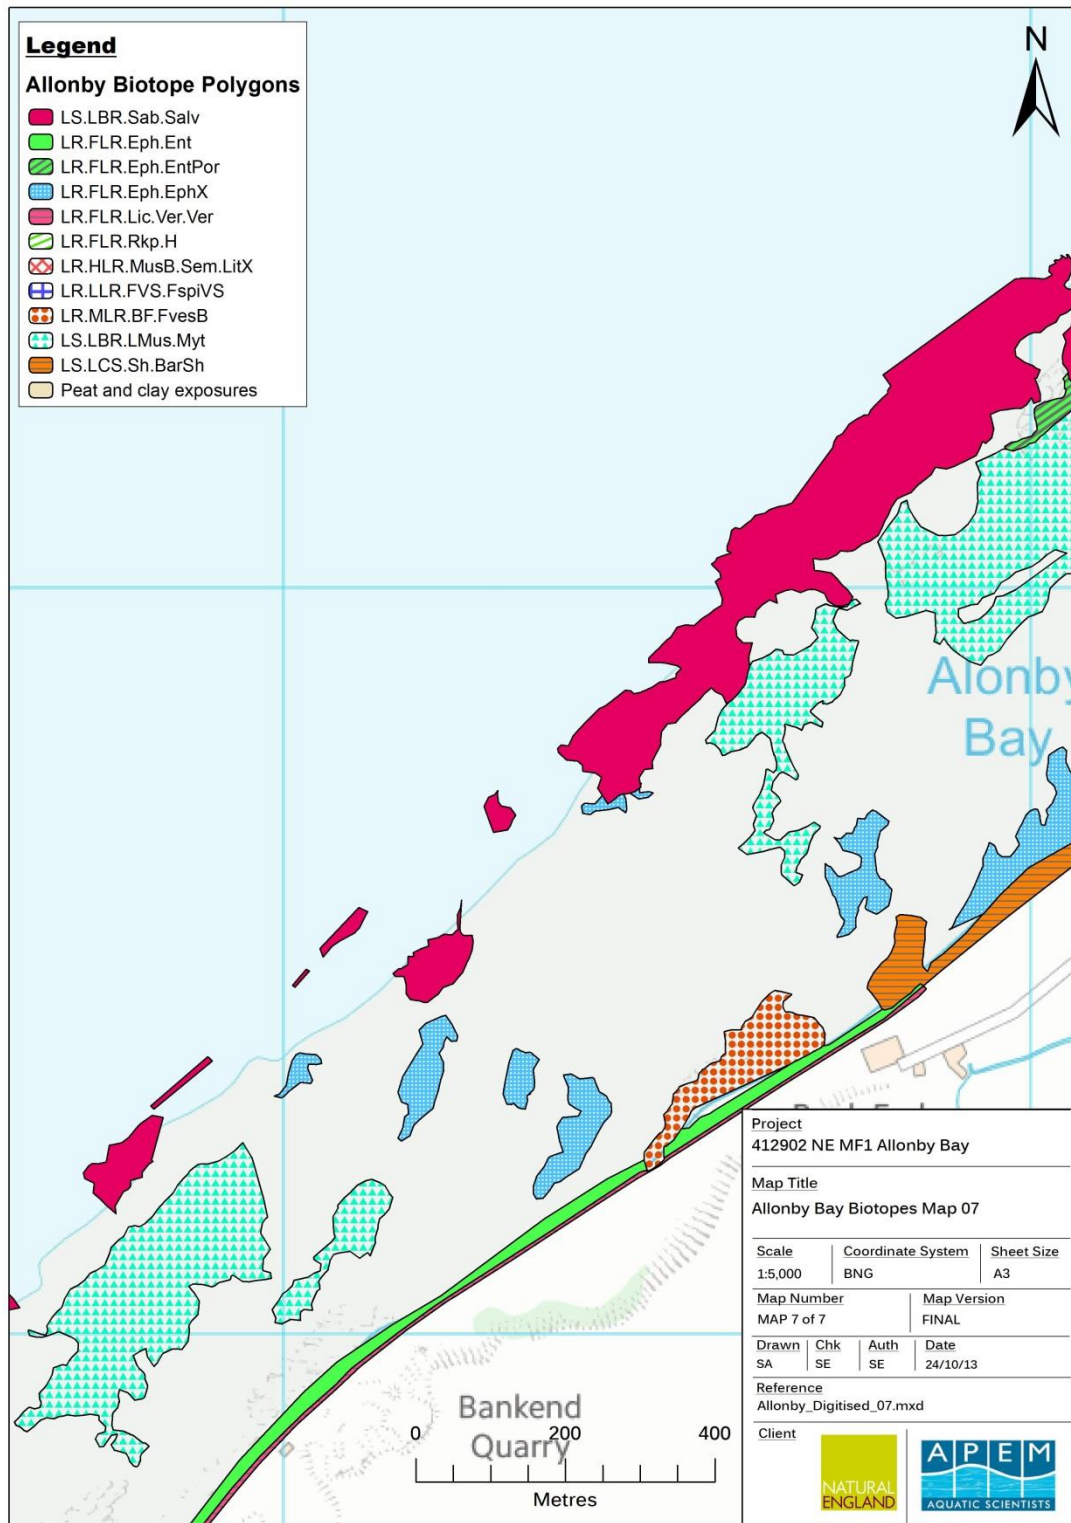 Legend
Allonby Biotope Polygons
LS.LBR.Sab.Salv
LR.FLR.Eph.Ent
LR.FLR.Eph.EntPor
LR.FLR.Eph.EphX
LR.FLR.Lic.Ver.Ver
LR.FLR.Rkp.H
LR.HLR.MusB.Sem.LitX
LR.LLR.FVS.FspiVS
LR.MLR.BF.FvesB
LS.LBR.LMus.Myt
LS.LCS.Sh.BarSh
Peat and clay exposures
N
Alonby
Bay
Bankend
Quarry
0 200 400
Metres
Project
412902 NE MF1 Allonby Bay
Map Title
Allonby Bay Biotopes Map 07
Scale Coordinate System Sheet Size
1:5,000 BNG A3
Map Number Map Version
MAP 7 of 7 FINAL
Drawn Chk Auth Date
SA SE SE 24/10/13
Reference
Allonby_Digitised_07.mxd
Client
NATURAL
ENGLAND
APEM
AQUATIC SCIENTISTS